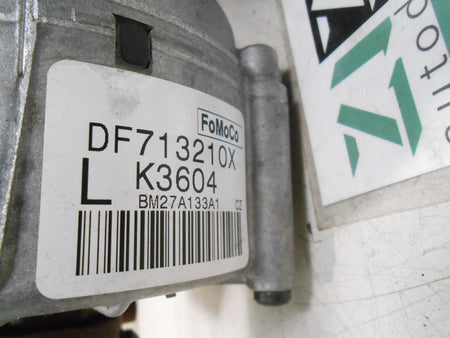 FoMoCo
DF713210X
L K3604
BM27A133A1 CZ